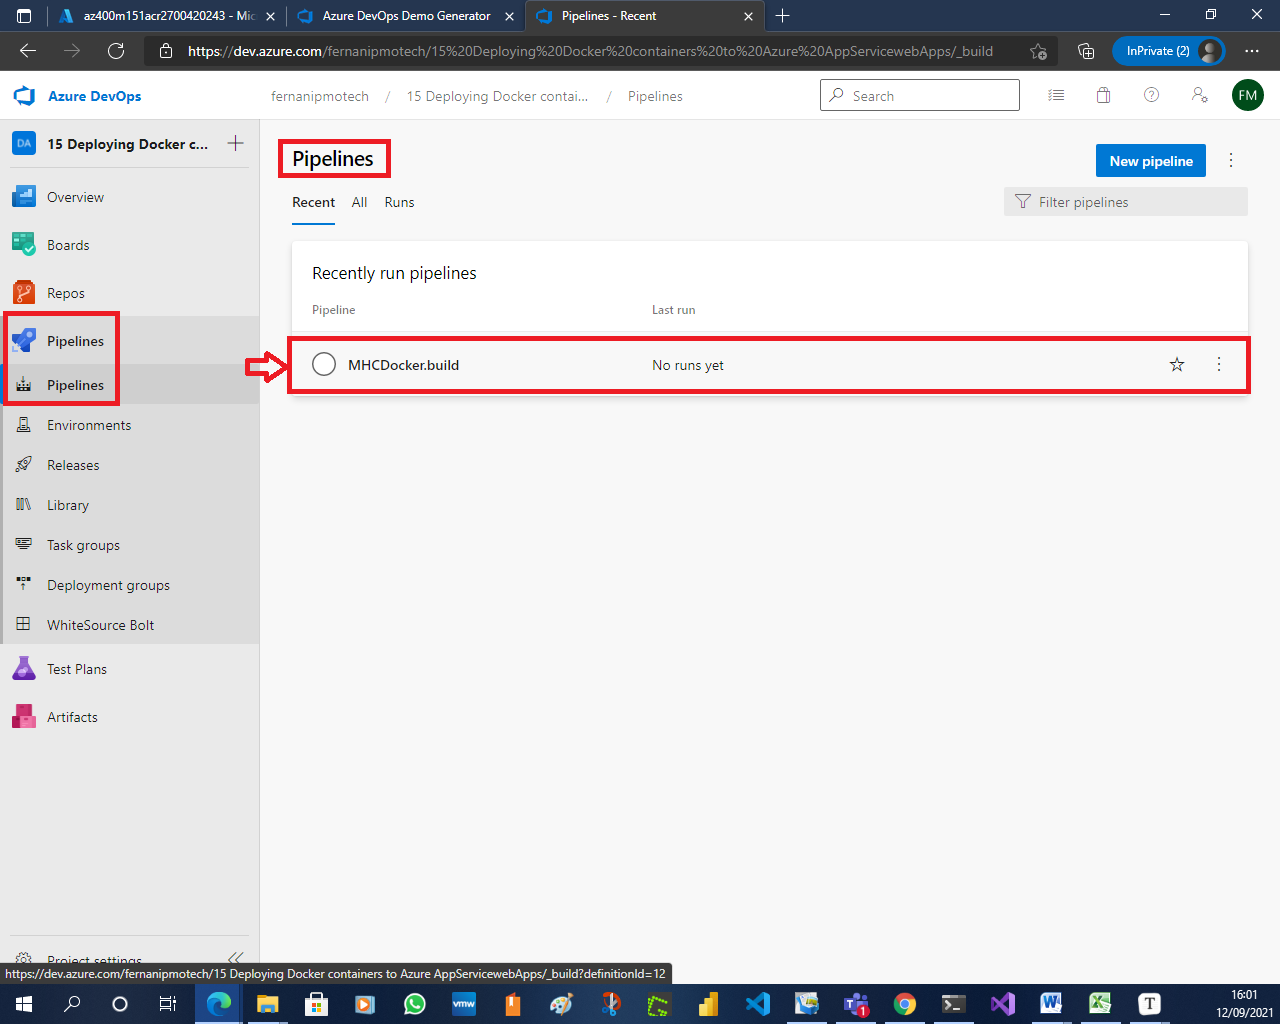 az400m151acr2700420243 - Mic
Azure DevOps Demo Generator
Pipelines - Recent
https://dev.azure.com/fernanipmotech/15%20Deploying%20Docker%20containers%20to%20Azure%20AppServicewebApps/_build
InPrivate (2)
Azure DevOps
fernanipmotech / 15 Deploying Docker contai... / Pipelines
Search
FM
DA 15 Deploying Docker c...
Overview
Boards
Repos
Pipelines
Pipelines
Environments
Releases
Library
Task groups
Deployment groups
WhiteSource Bolt
Test Plans
Artifacts
Project settings
Pipelines
New pipeline
Recent All Runs
Filter pipelines
Recently run pipelines
Pipeline Last run
MHCDocker.build No runs yet
https://dev.azure.com/fernanipmotech/15 Deploying Docker containers to Azure AppServicewebApps/_build?definitionId=12
vmw
1
T
16:01
12/09/2021